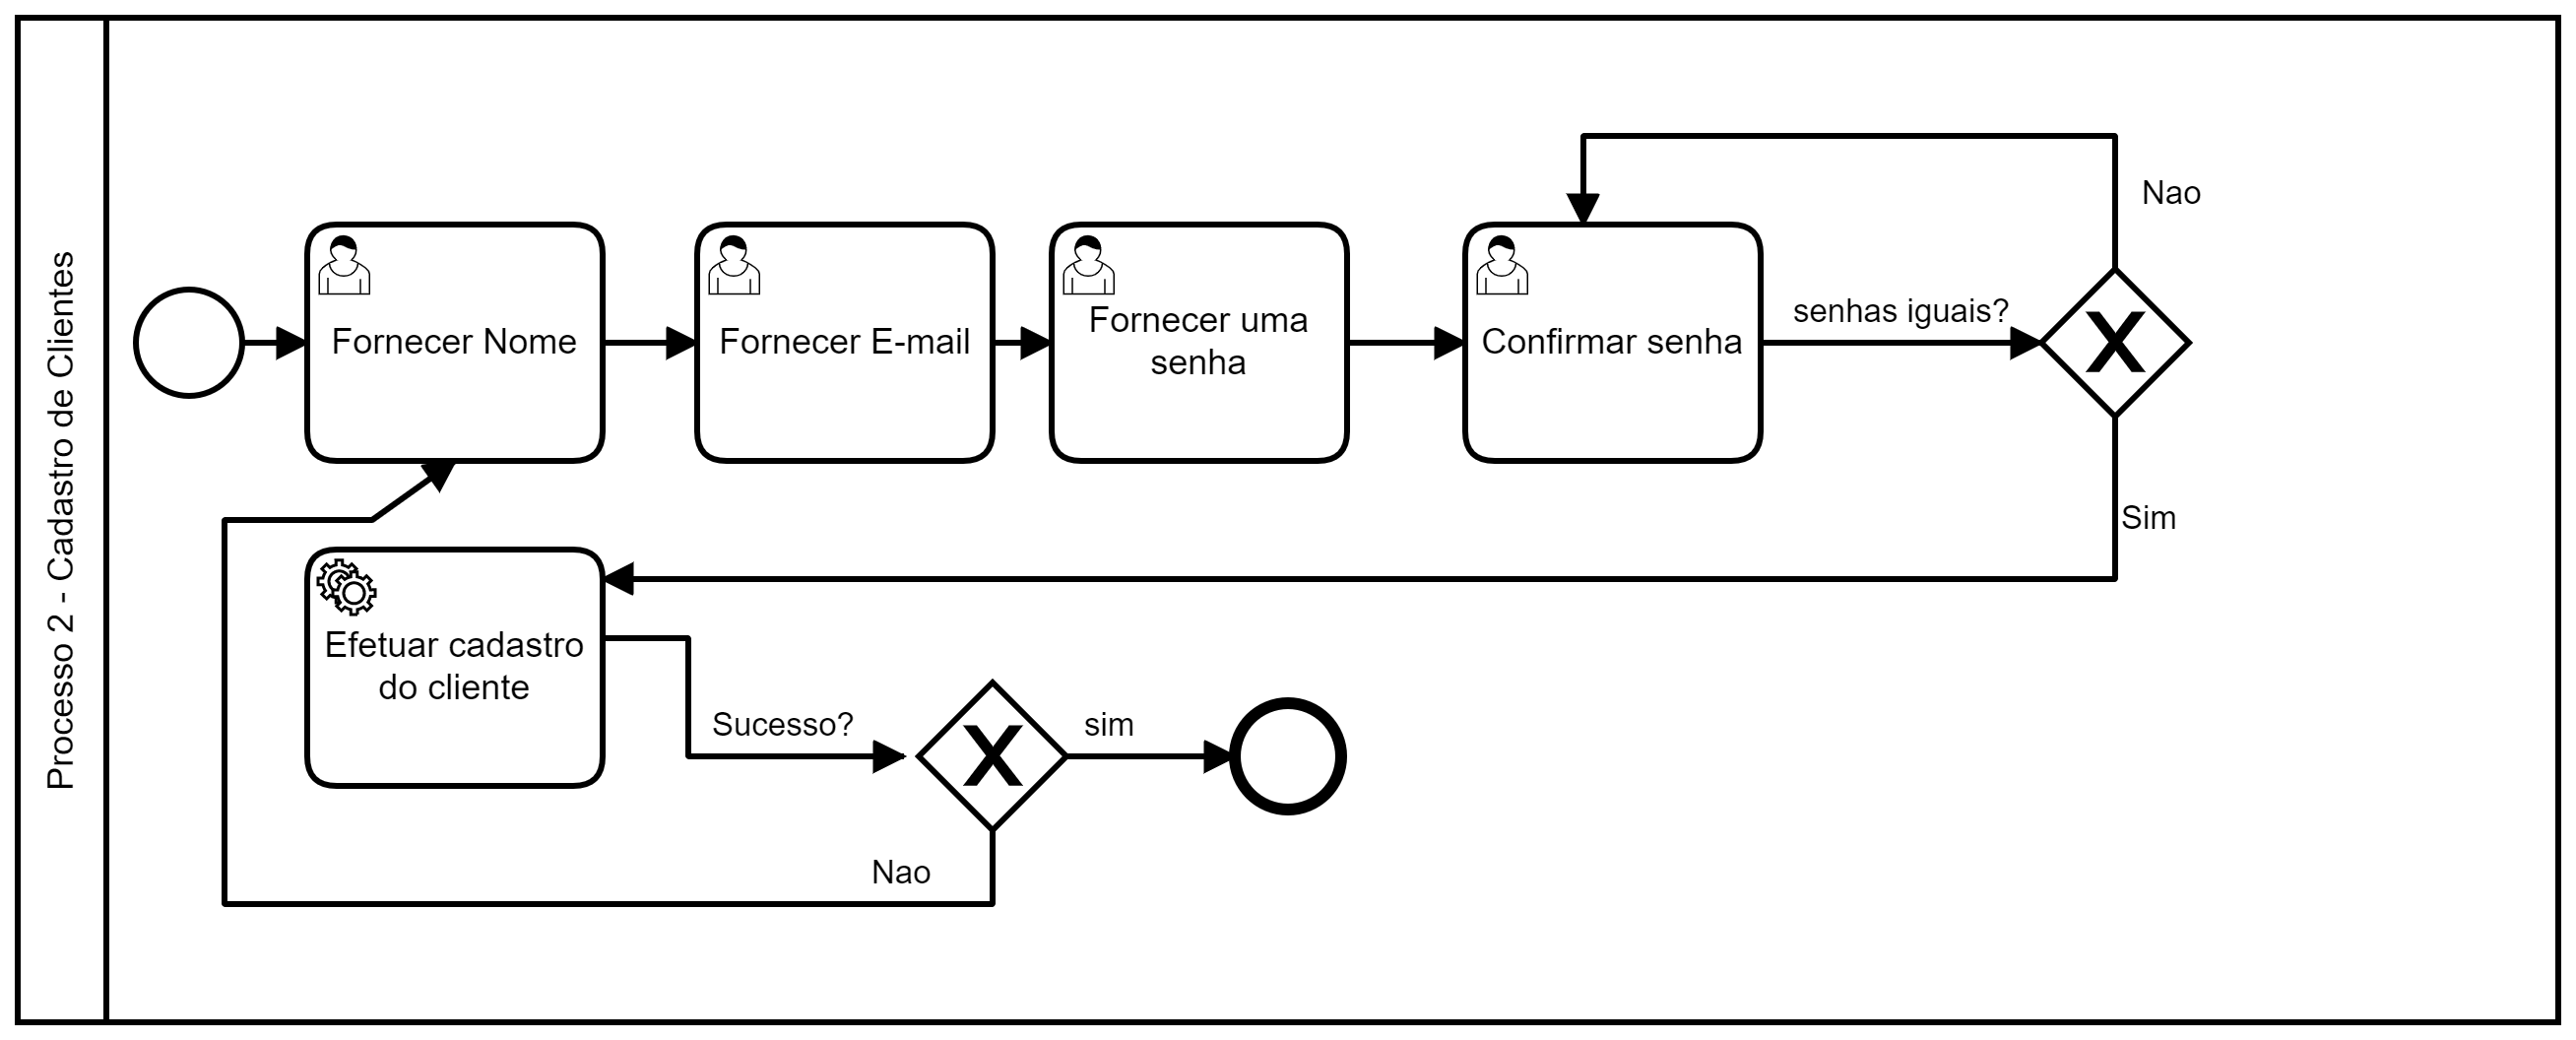 Processo 2 - Cadastro de Clientes
Nao
Fornecer Nome
Fornecer E-mail
Fornecer uma
senha
Confirmar senha
senhas iguais?
X
Sim
Efetuar cadastro
do cliente
Sucesso?
X
sim
Nao